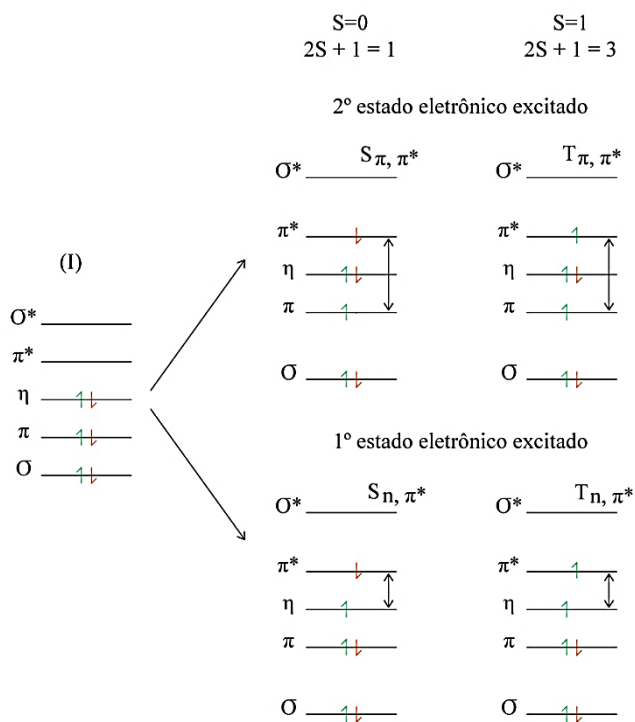 S=0
2S + 1 = 1
S=1
2S + 1 = 3
2º estado eletrônico excitado
σ*
Sπ, π*
π*
η
π
σ
σ*
Tπ, π*
π*
η
π
σ
(I)
σ*
π*
η
π
σ
1º estado eletrônico excitado
σ*
Sn, π*
π*
η
π
σ
σ*
Tn, π*
π*
η
π
σ